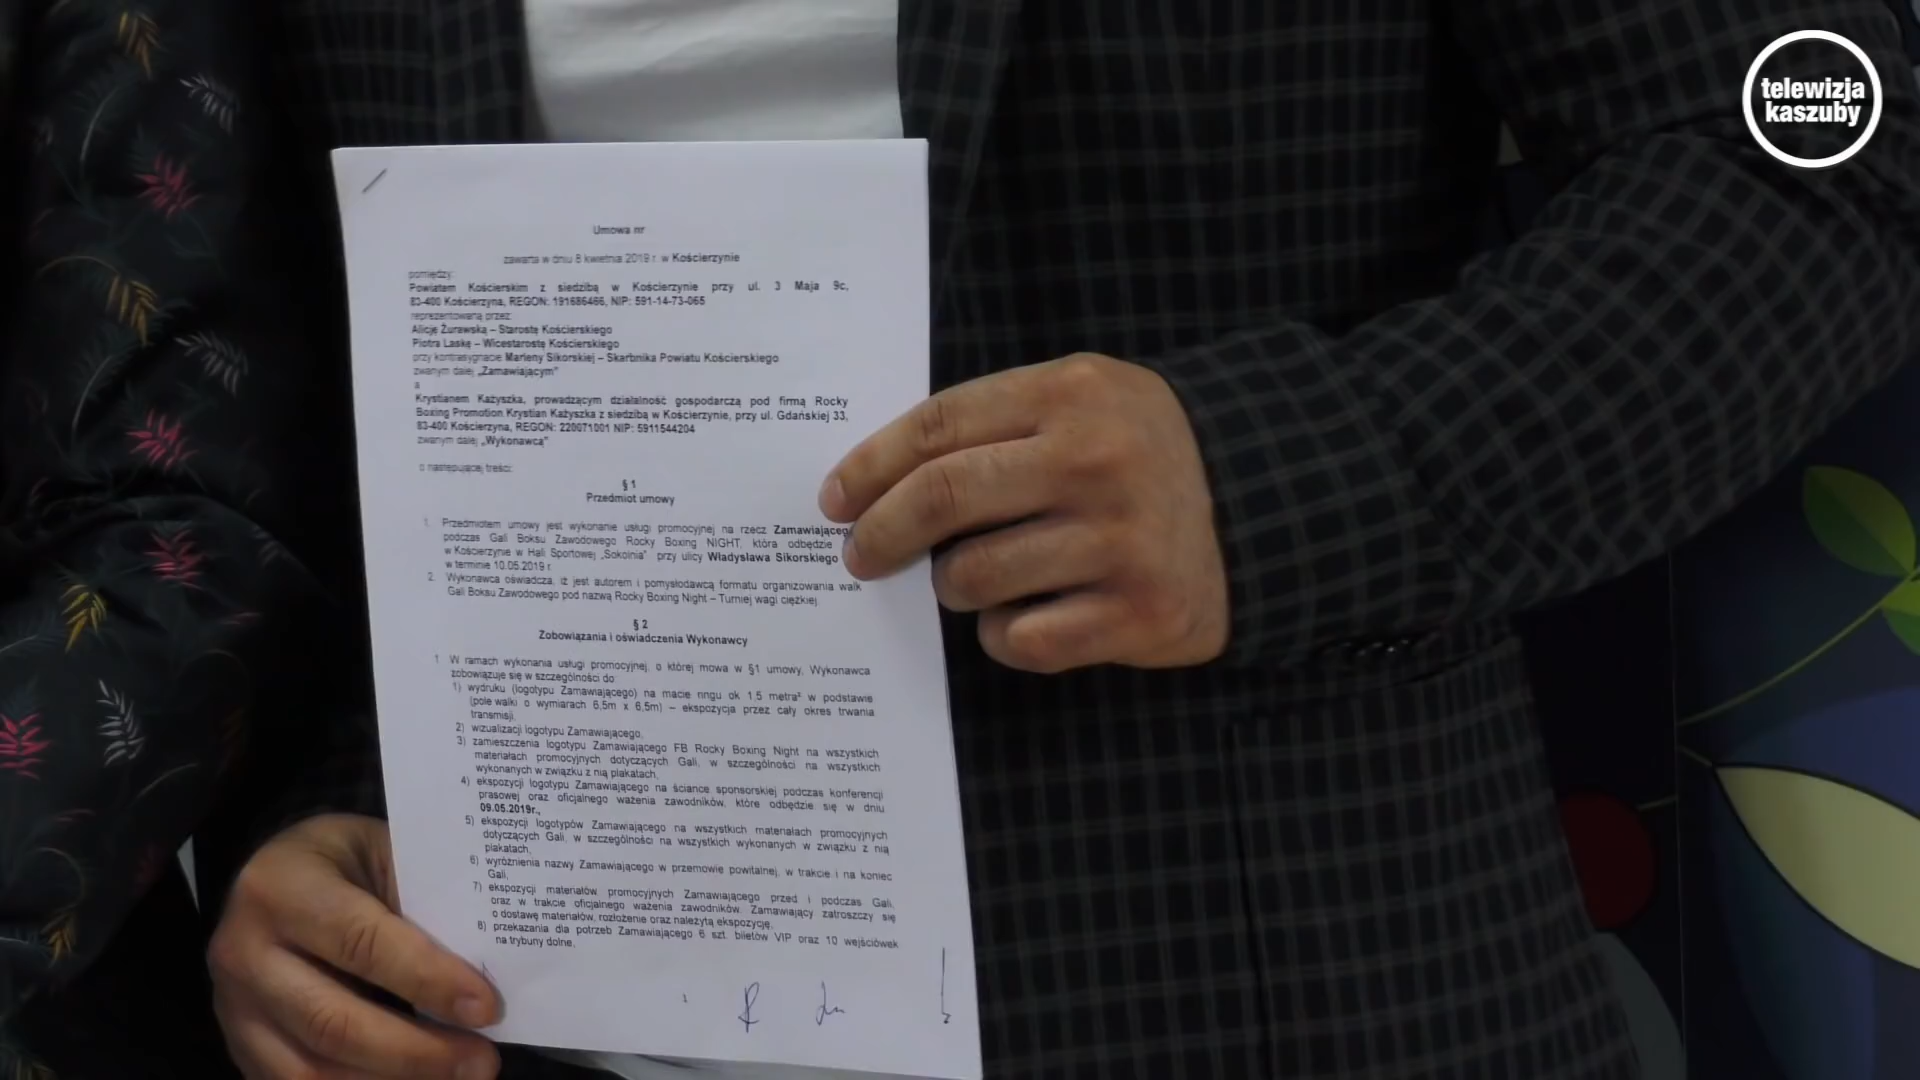 telewizja
kaszuby
Umowa nr
zawarta w dniu 8 kwietnia 2019 r. w Kościerzynie
pomiędzy:
Powiatem Kościerskim z siedzibą w Kościerzynie przy ul. 3 Maja 9c,
83-400 Kościerzyna, REGON: 191686466, NIP: 591-14-73-065
reprezentowaną przez:
Alicję Żurawską – Starostę Kościerskiego
Piotra Laskę – Wicestarostę Kościerskiego
przy kontrasygnacie Marleny Sikorskiej – Skarbnika Powiatu Kościerskiego
zwanym dalej „Zamawiającym"
a
Krystianem Każyszka, prowadzącym działalność gospodarczą pod firmą Rocky
Boxing Promotion Krystian Każyszka z siedzibą w Kościerzynie, przy ul. Gdańskiej 33,
83-400 Kościerzyna, REGON: 220071001 NIP: 5911544204
zwanym dalej „Wykonawcą"
o następującej treści:
§ 1
Przedmiot umowy
1. Przedmiotem umowy jest wykonanie usługi promocyjnej na rzecz
podczas Gali Boksu Zawodowego Rocky Boxing NIGHT, która odbędzie
w Kościerzynie w Hali Sportowej „Sokolnia" przy ulicy Władysława Sikorskiego
w terminie 10.05.2019 r.
2. Wykonawca oświadcza, iż jest autorem i pomysłodawcą formatu organizowania walk
Gali Boksu Zawodowego pod nazwą Rocky Boxing Night – Turniej wagi ciężkiej.
§ 2
Zobowiązania i oświadczenia Wykonawcy
1. W ramach wykonania usługi promocyjnej, o której mowa w §1 umowy, Wykonawca
zobowiązuje się w szczególności do:
1) wydruku (logotypu Zamawiającego) na macie ringu ok 1,5 metra² w podstawie
(pole walki o wymiarach 6,5m x 6,5m) – ekspozycja przez cały okres trwania
transmisji,
2) wizualizacji logotypu Zamawiającego,
3) zamieszczenia logotypu Zamawiającego FB Rocky Boxing Night na wszystkich
materiałach promocyjnych dotyczących Gali, w szczególności na wszystkich
wykonanych w związku z nią plakatach,
4) ekspozycji logotypu Zamawiającego na ściance sponsorskiej podczas konferencji
prasowej oraz oficjalnego ważenia zawodników, które odbędzie się w dniu
09.05.2019r.,
5) ekspozycji logotypów Zamawiającego na wszystkich materiałach promocyjnych
dotyczących Gali, w szczególności na wszystkich wykonanych w związku z nią
plakatach,
6) wyróżnienia nazwy Zamawiającego w przemowie powitalnej, w trakcie i na koniec
Gali,
7) ekspozycji materiałów promocyjnych Zamawiającego przed i podczas Gali,
oraz w trakcie oficjalnego ważenia zawodników. Zamawiający zatroszczy się
o dostawę materiałów, rozłożenie oraz należytą ekspozycję,
8) przekazania dla potrzeb Zamawiającego 6 szt. biletów VIP oraz 10 wejściówek
na trybuny dolne,
1